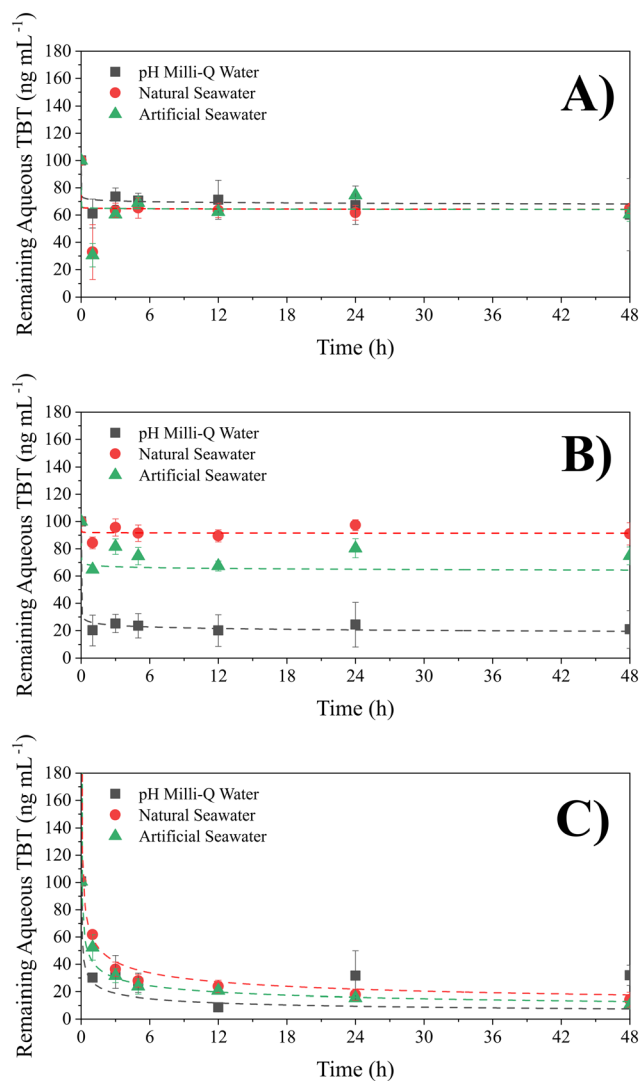 A)
pH Milli-Q Water
Natural Seawater
Artificial Seawater
Remaining Aqueous TBT (ng mL⁻¹)
180
160
140
120
100
80
60
40
20
0
0 6 12 18 24 30 36 42 48
Time (h)
B)
pH Milli-Q Water
Natural Seawater
Artificial Seawater
Remaining Aqueous TBT (ng mL⁻¹)
180
160
140
120
100
80
60
40
20
0
0 6 12 18 24 30 36 42 48
Time (h)
C)
pH Milli-Q Water
Natural Seawater
Artificial Seawater
Remaining Aqueous TBT (ng mL⁻¹)
180
160
140
120
100
80
60
40
20
0
0 6 12 18 24 30 36 42 48
Time (h)